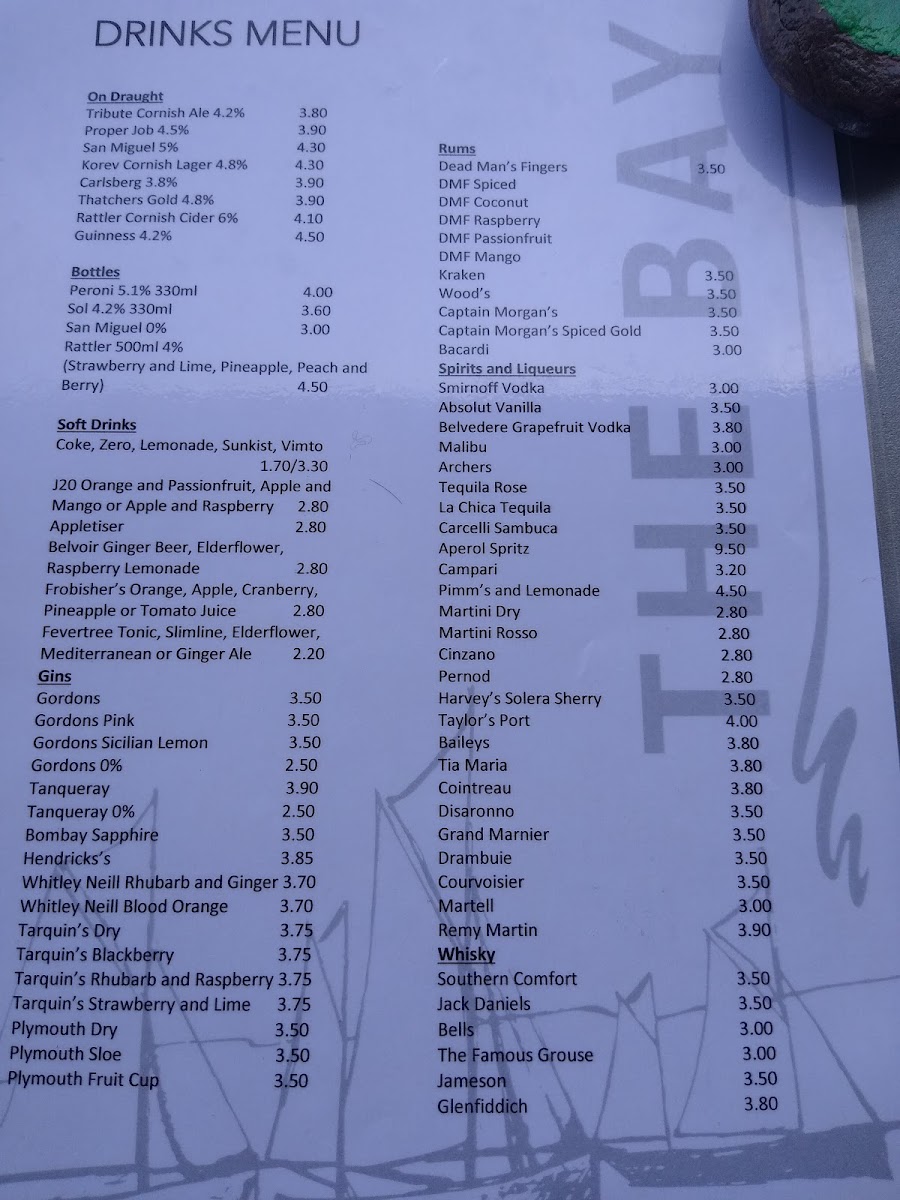 DRINKS MENU
On Draught
Tribute Cornish Ale 4.2% 3.80
Proper Job 4.5% 3.90
San Miguel 5% 4.30
Korev Cornish Lager 4.8% 4.30
Carlsberg 3.8% 3.90
Thatchers Gold 4.8% 3.90
Rattler Cornish Cider 6% 4.10
Guinness 4.2% 4.50
Bottles
Peroni 5.1% 330ml 4.00
Sol 4.2% 330ml 3.60
San Miguel 0% 3.00
Rattler 500ml 4%
(Strawberry and Lime, Pineapple, Peach and
Berry) 4.50
Soft Drinks
Coke, Zero, Lemonade, Sunkist, Vimto
1.70/3.30
J20 Orange and Passionfruit, Apple and
Mango or Apple and Raspberry 2.80
Appletiser 2.80
Belvoir Ginger Beer, Elderflower,
Raspberry Lemonade 2.80
Frobisher's Orange, Apple, Cranberry,
Pineapple or Tomato Juice 2.80
Fevertree Tonic, Slimline, Elderflower,
Mediterranean or Ginger Ale 2.20
Gins
Gordons 3.50
Gordons Pink 3.50
Gordons Sicilian Lemon 3.50
Gordons 0% 2.50
Tanqueray 3.90
Tanqueray 0% 2.50
Bombay Sapphire 3.50
Hendricks's 3.85
Whitley Neill Rhubarb and Ginger 3.70
Whitley Neill Blood Orange 3.70
Tarquin's Dry 3.75
Tarquin's Blackberry 3.75
Tarquin's Rhubarb and Raspberry 3.75
Tarquin's Strawberry and Lime 3.75
Plymouth Dry 3.50
Plymouth Sloe 3.50
Plymouth Fruit Cup 3.50
Rums
Dead Man's Fingers 3.50
DMF Spiced
DMF Coconut
DMF Raspberry
DMF Passionfruit
DMF Mango
Kraken 3.50
Wood's 3.50
Captain Morgan's 3.50
Captain Morgan's Spiced Gold 3.50
Bacardi 3.00
Spirits and Liqueurs
Smirnoff Vodka 3.00
Absolut Vanilla 3.50
Belvedere Grapefruit Vodka 3.80
Malibu 3.00
Archers 3.00
Tequila Rose 3.50
La Chica Tequila 3.50
Carcelli Sambuca 3.50
Aperol Spritz 9.50
Campari 3.20
Pimm's and Lemonade 4.50
Martini Dry 2.80
Martini Rosso 2.80
Cinzano 2.80
Pernod 2.80
Harvey's Solera Sherry 3.50
Taylor's Port 4.00
Baileys 3.80
Tia Maria 3.80
Cointreau 3.80
Disaronno 3.50
Grand Marnier 3.50
Drambuie 3.50
Courvoisier 3.50
Martell 3.00
Remy Martin 3.90
Whisky
Southern Comfort 3.50
Jack Daniels 3.50
Bells 3.00
The Famous Grouse 3.00
Jameson 3.50
Glenfiddich 3.80
THE BAY